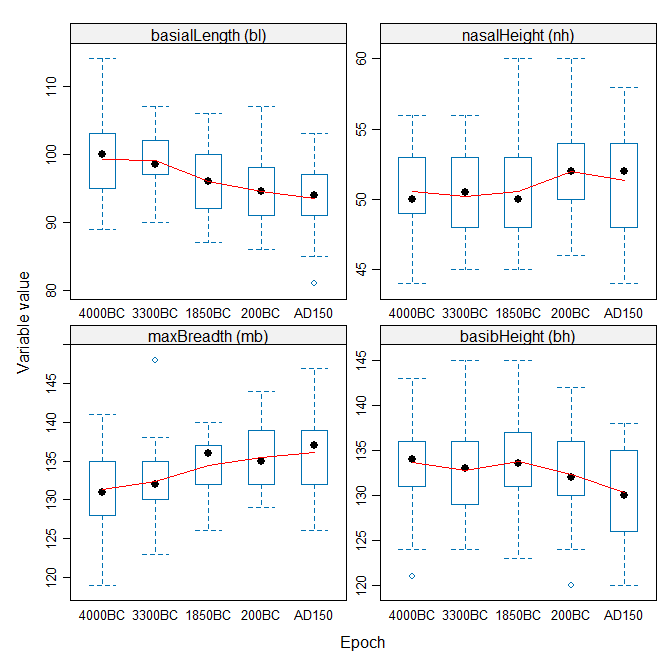 basialLength (bl)
nasalHeight (nh)
110
100
90
80
60
55
50
45
4000BC 3300BC 1850BC 200BC AD150
4000BC 3300BC 1850BC 200BC AD150
Variable value
maxBreadth (mb)
basibHeight (bh)
145
140
135
130
125
120
145
140
135
130
125
120
4000BC 3300BC 1850BC 200BC AD150
4000BC 3300BC 1850BC 200BC AD150
Epoch